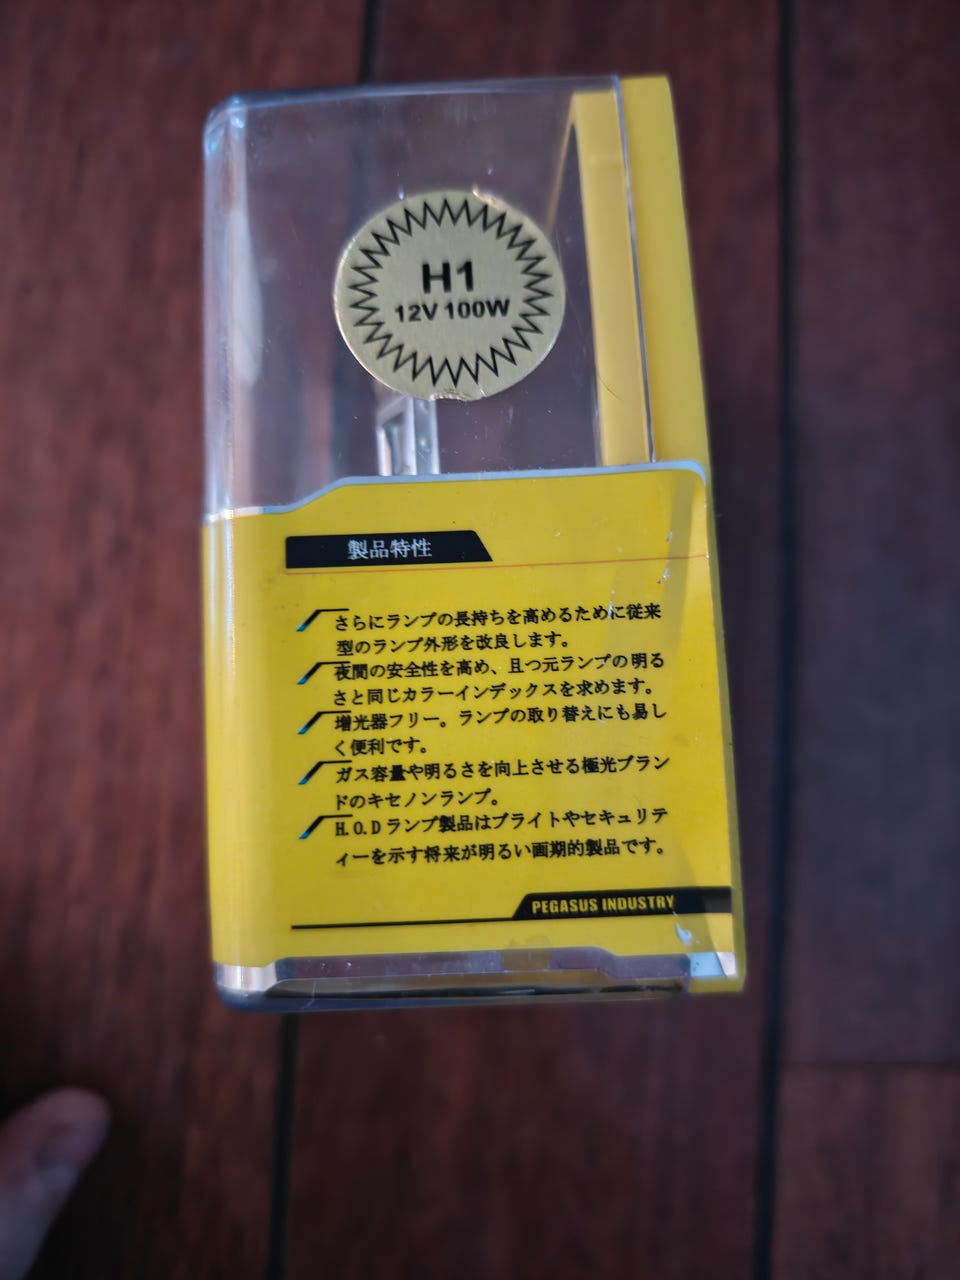 H1
12V 100W
製品特性
さらにランプの長持ちを高めるために従来
型のランプ外形を改良します。
夜間の安全性を高め、且つ元ランプの明る
さと同じカラーインデックスを求めます。
増光器フリー。ランプの取り替えにも易し
く便利です。
ガス容量や明るさを向上させる極光ブラン
ドのキセノンランプ。
H.O.Dランプ製品はブライトやセキュリテ
ィーを示す将来が明るい画期的製品です。
PEGASUS INDUSTRY